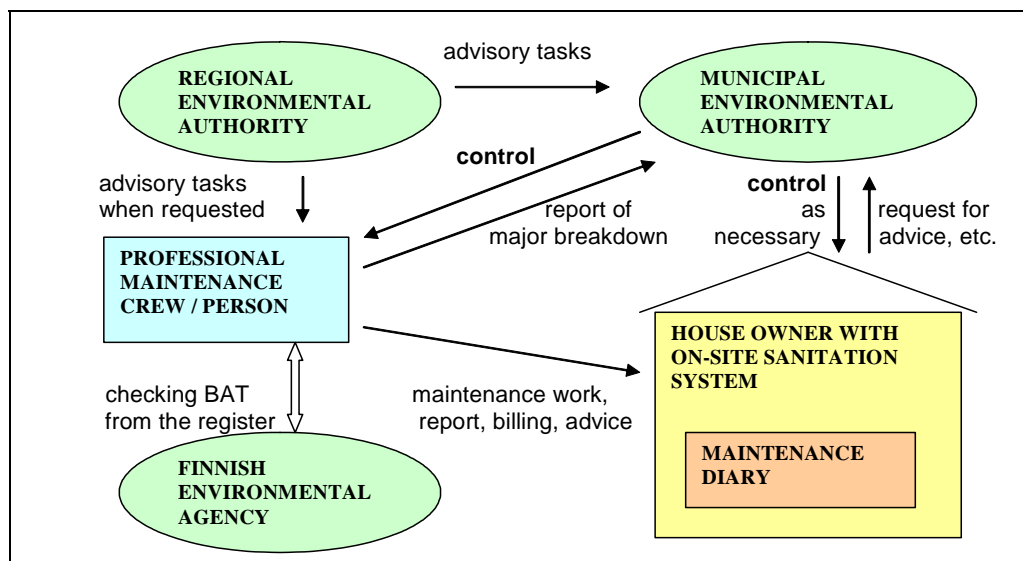 advisory tasks
REGIONAL
ENVIRONMENTAL
AUTHORITY
MUNICIPAL
ENVIRONMENTAL
AUTHORITY
control
advisory tasks
when requested
report of
major breakdown
control
as
necessary
request for
advice, etc.
PROFESSIONAL
MAINTENANCE
CREW / PERSON
HOUSE OWNER WITH
ON-SITE SANITATION
SYSTEM
checking BAT
from the register
maintenance work,
report, billing, advice
MAINTENANCE
DIARY
FINNISH
ENVIRONMENTAL
AGENCY